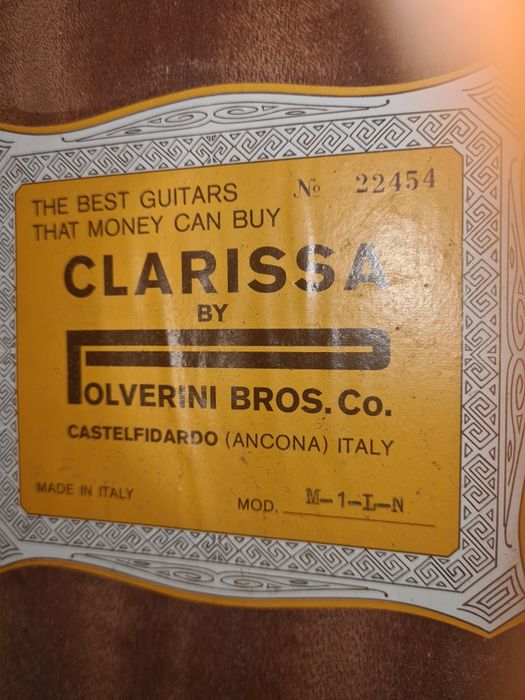 THE BEST GUITARS
THAT MONEY CAN BUY
No 22454
CLARISSA
BY
POLVERINI BROS. Co.
CASTELFIDARDO (ANCONA) ITALY
MADE IN ITALY
MOD. M-1-L-N